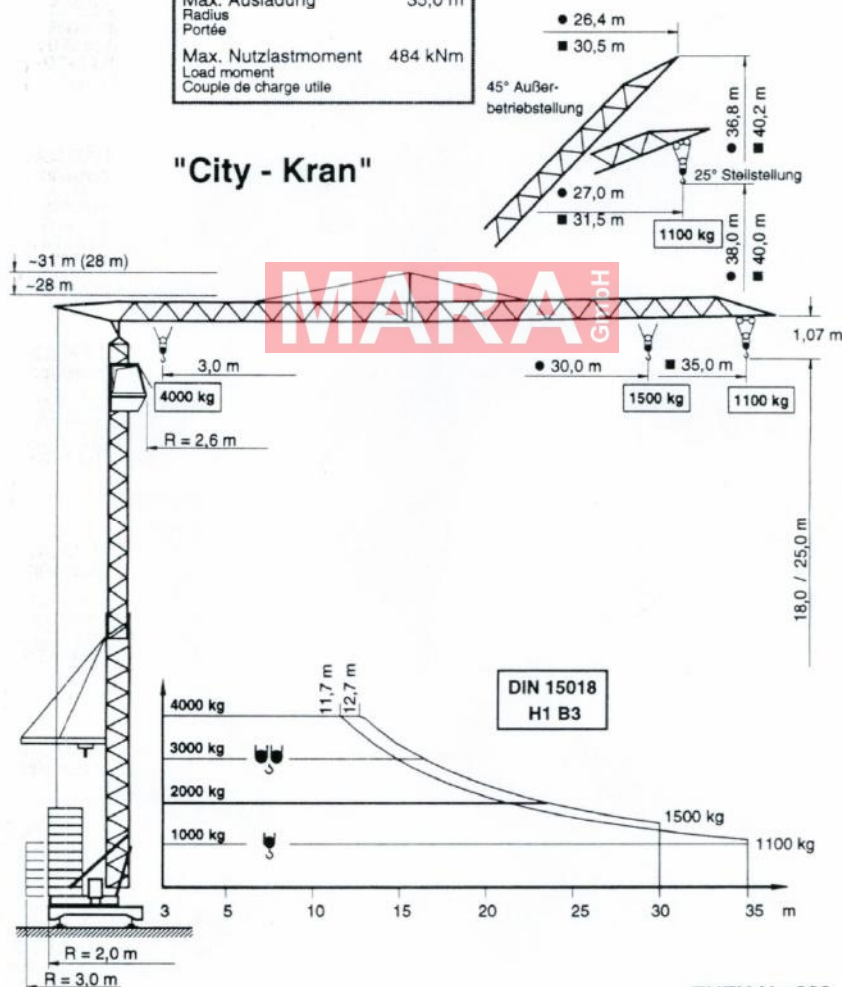 Max. Ausladung 35,0 m
Radius
Portée
Max. Nutzlastmoment 484 kNm
Load moment
Couple de charge utile
"City - Kran"
● 26,4 m
■ 30,5 m
45° Außer-
betriebstellung
● 36,8 m
■ 40,2 m
25° Steilstellung
● 27,0 m
■ 31,5 m
1100 kg
● 38,0 m
■ 40,0 m
~31 m (28 m)
~28 m
MARA GmbH
1,07 m
3,0 m
● 30,0 m
■ 35,0 m
4000 kg
1500 kg
1100 kg
R = 2,6 m
18,0 / 25,0 m
DIN 15018
H1 B3
11,7 m
12,7 m
4000 kg
3000 kg
2000 kg
1000 kg
1500 kg
1100 kg
3 5 10 15 20 25 30 35 m
R = 2,0 m
R = 3,0 m